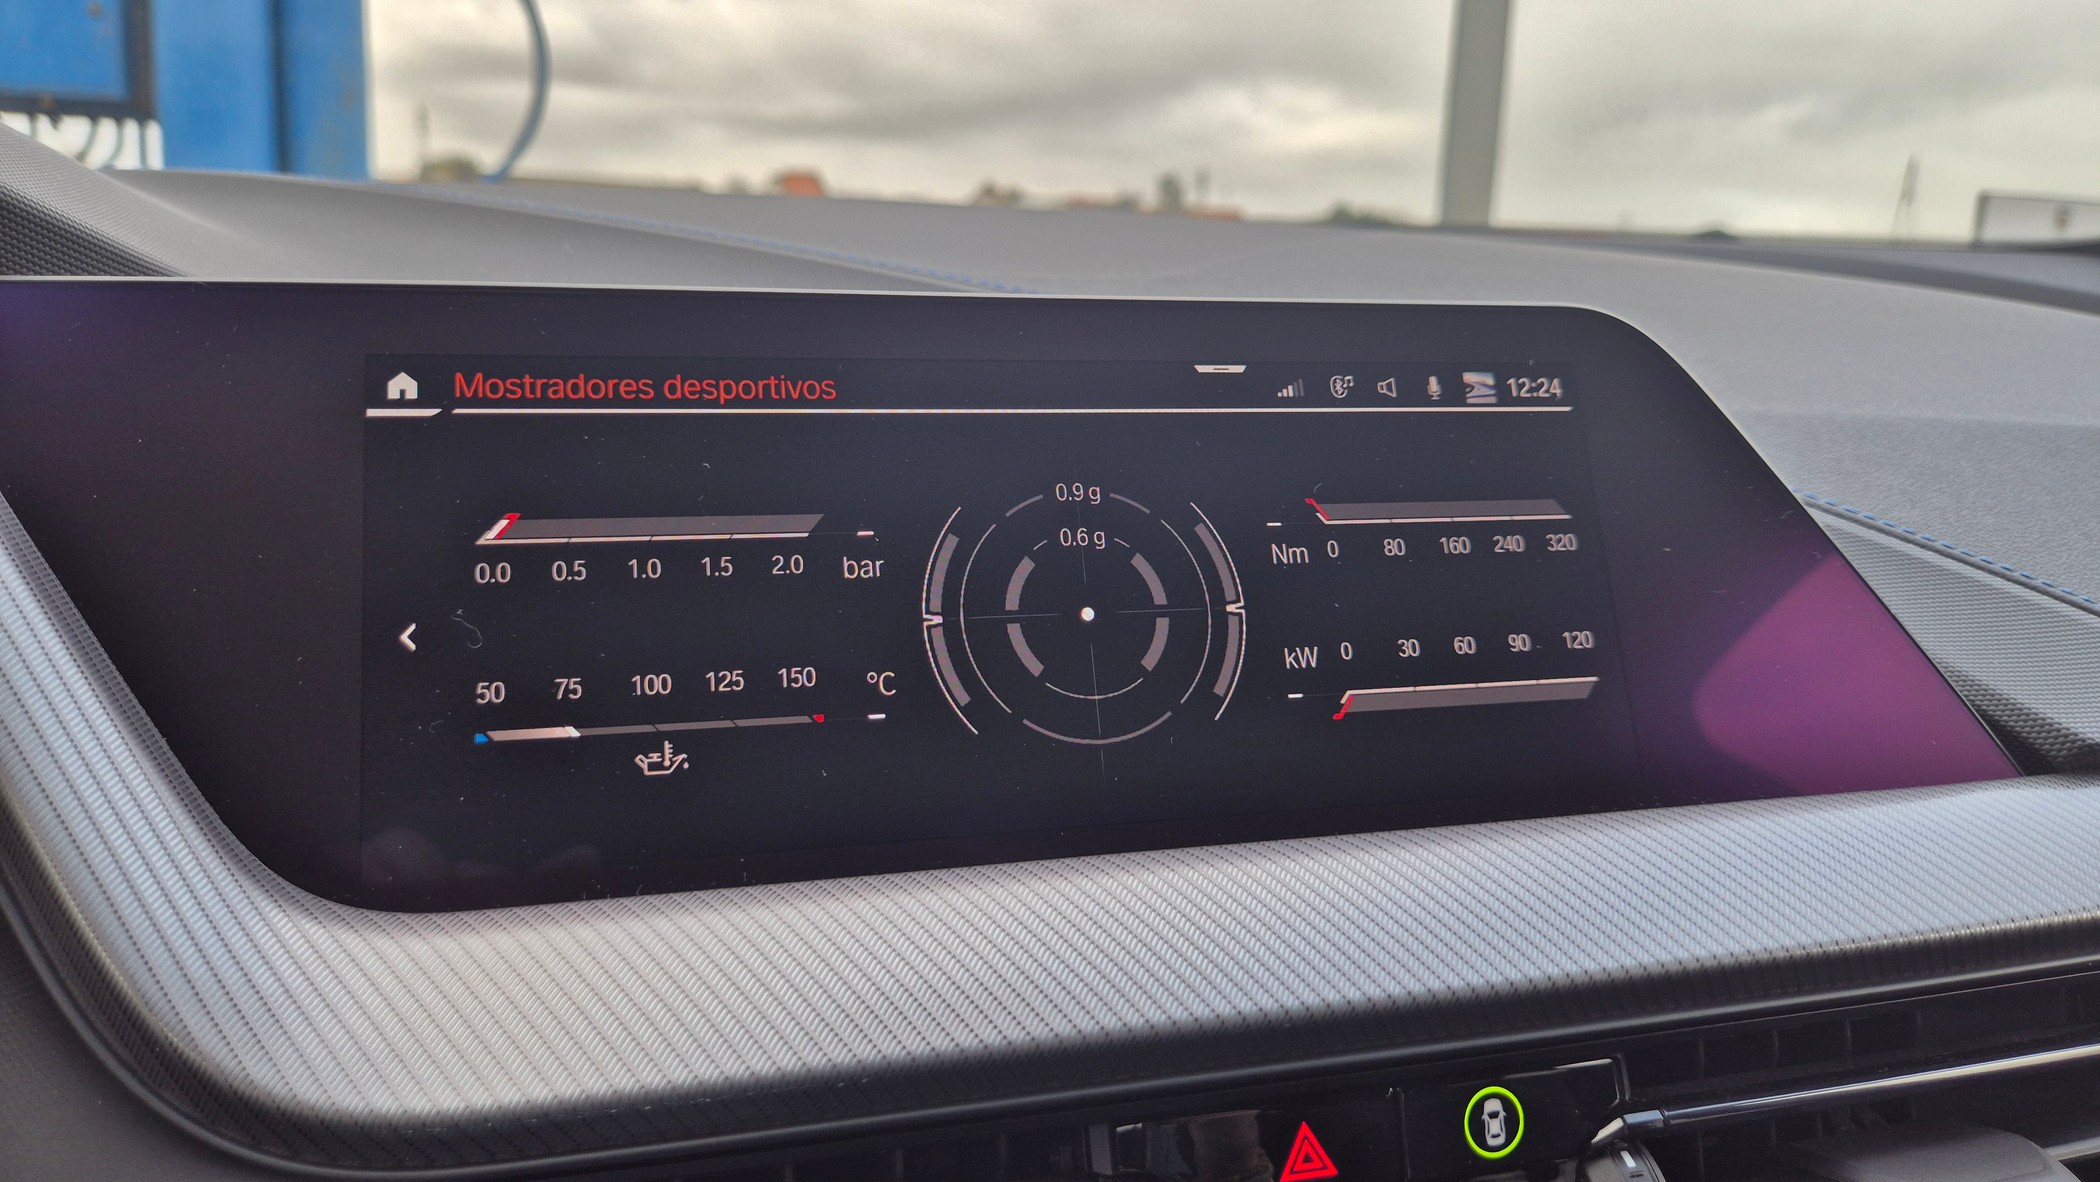 Mostradores desportivos
12:24
0.0 0.5 1.0 1.5 2.0 bar
0.9 g
0.6 g
Nm 0 80 160 240 320
50 75 100 125 150 °C
kW 0 30 60 90 120